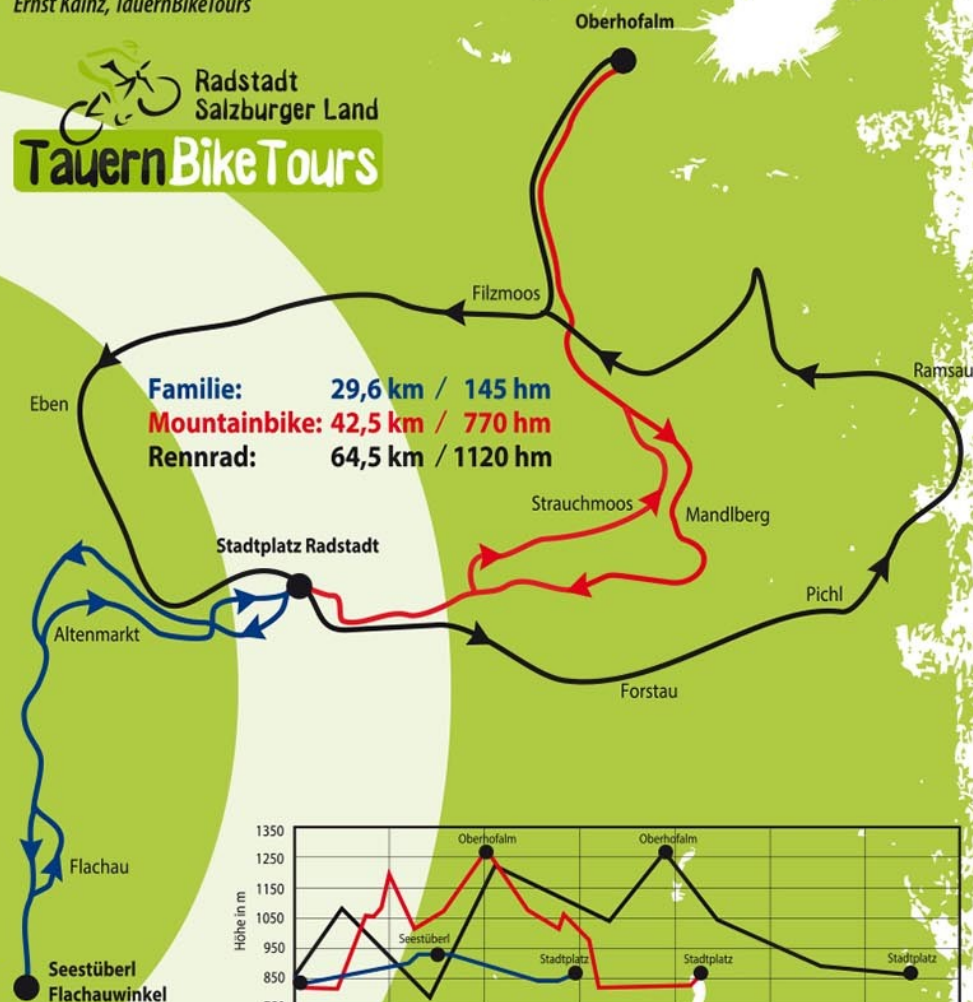 Ernst Kainz, TauernBikeTours
Oberhofalm
Radstadt
Salzburger Land
TauernBikeTours
Filzmoos
Ramsau
Eben
Familie: 29,6 km / 145 hm
Mountainbike: 42,5 km / 770 hm
Rennrad: 64,5 km / 1120 hm
Strauchmoos
Mandlberg
Stadtplatz Radstadt
Pichl
Altenmarkt
Forstau
Flachau
Seestüberl
Flachauwinkel
Höhe in m
1350
1250
1150
1050
950
850
Oberhofalm
Oberhofalm
Seestüberl
Stadtplatz
Stadtplatz
Stadtplatz